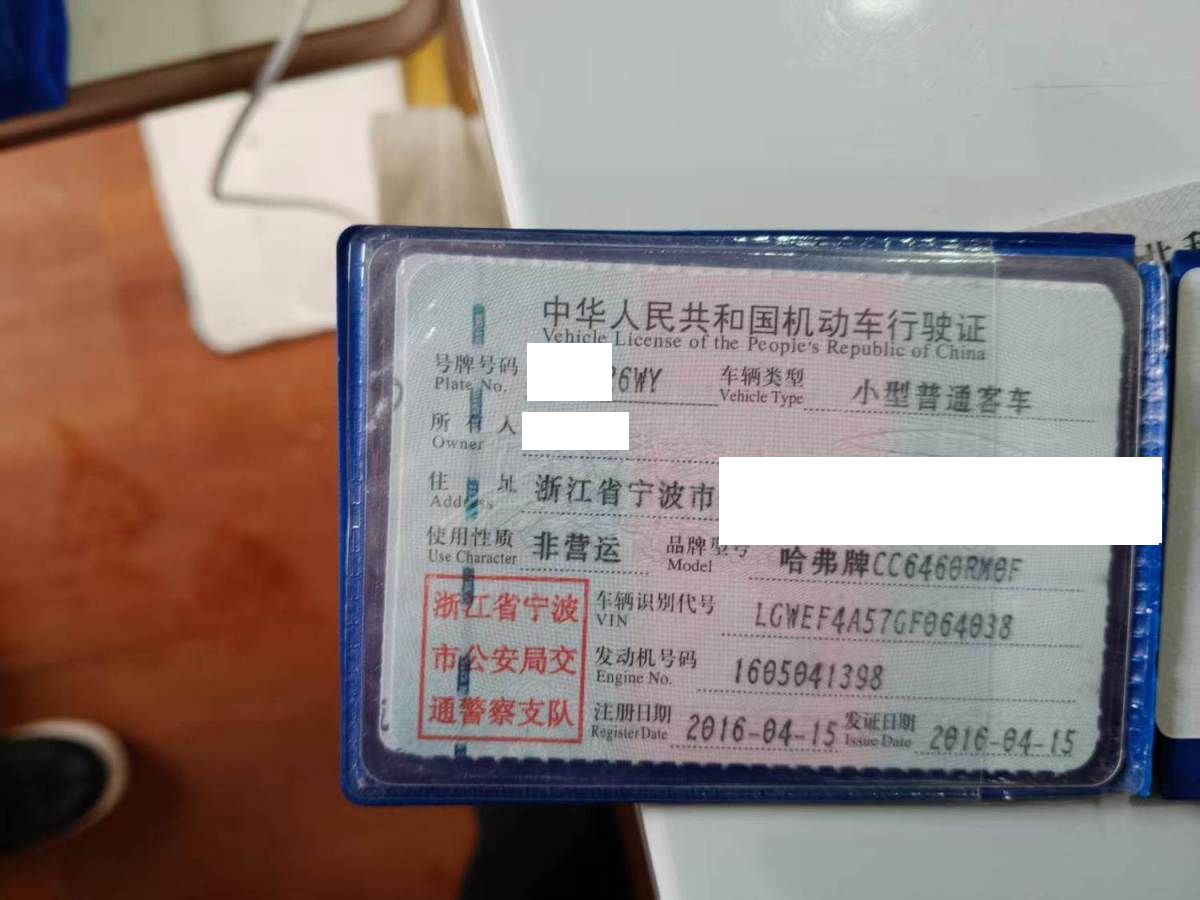 中华人民共和国机动车行驶证
Vehicle License of the People's Republic of China
号牌号码 6WY 车辆类型 小型普通客车
Plate No. Vehicle Type
所有人
Owner
住址 浙江省宁波市
Address
使用性质 非营运 品牌型号 哈弗牌CC6460RM0F
Use Character Model
浙江省宁波
市公安局交
通警察支队
车辆识别代号 LGWEF4A57GF064038
VIN
发动机号码 1605041398
Engine No.
注册日期 2016-04-15 发证日期 2016-04-15
Register Date Issue Date